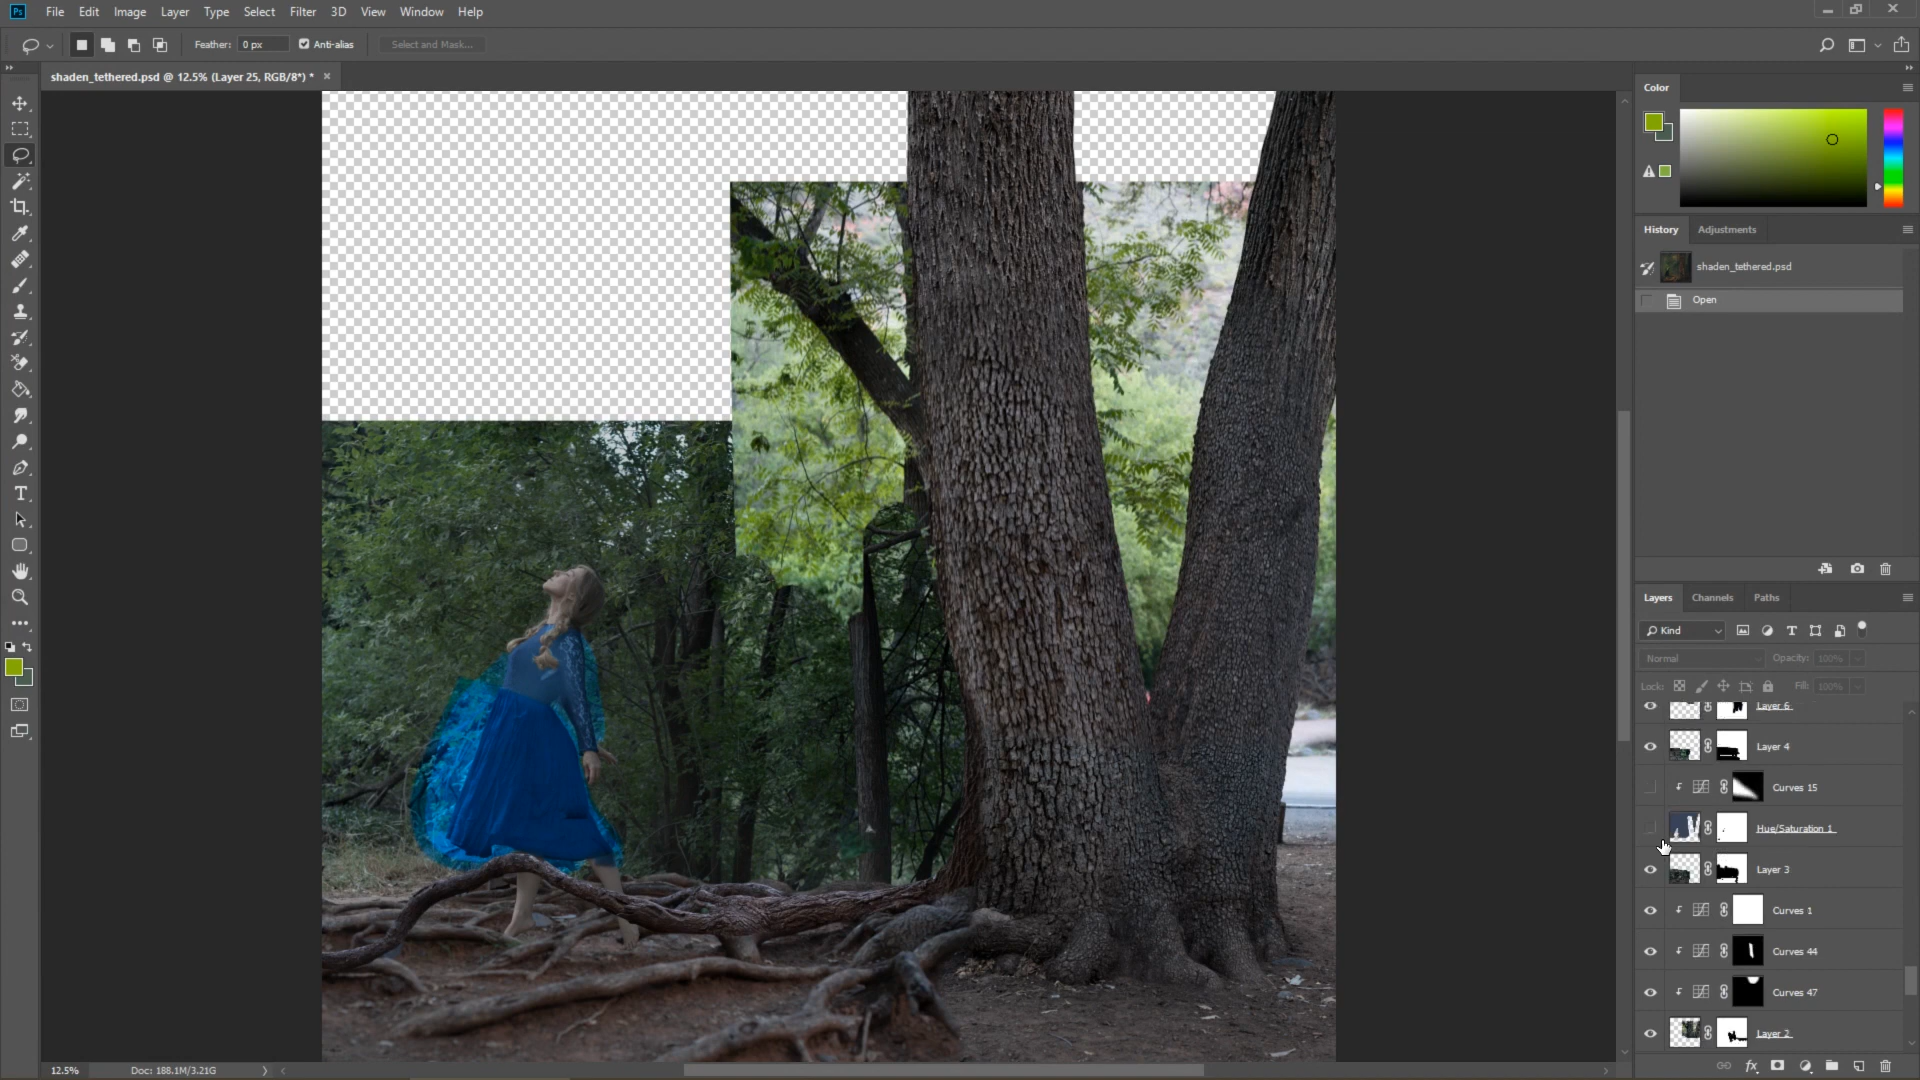 Ps File Edit Image Layer Type Select Filter 3D View Window Help
Feather: 0 px Anti-alias Select and Mask...
shaden_tethered.psd @ 12.5% (Layer 25, RGB/8*) * ×
Color
History Adjustments
shaden_tethered.psd
Open
Layers Channels Paths
Kind
Normal Opacity: 100%
Lock: Fill: 100%
Layer 6
Layer 4
Curves 15
Hue/Saturation 1
Layer 3
Curves 1
Curves 44
Curves 47
Layer 2
12.5% Doc: 188.1M/3.21G